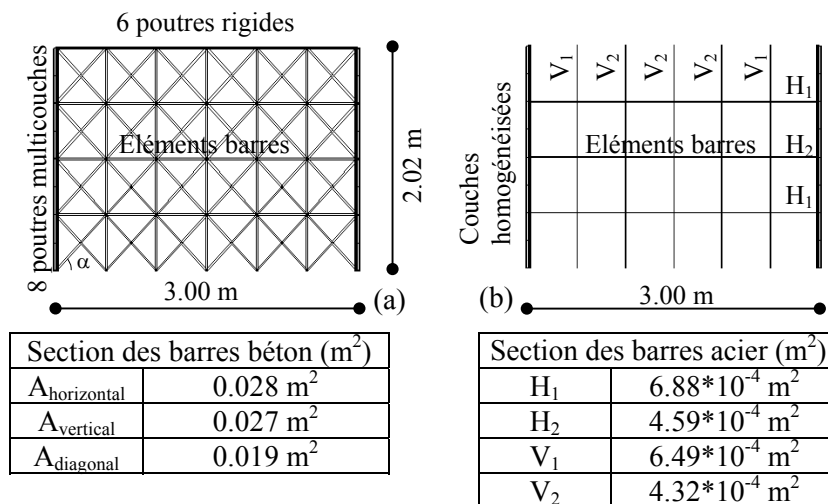 6 poutres rigides
8 poutres multicouches
Eléments barres
α
2.02 m
3.00 m
(a)
Couches
homogénéisées
V₁
V₂
V₂
V₂
V₁
H₁
Eléments barres
H₂
H₁
(b)
3.00 m
Section des barres béton (m²)
A_horizontal 0.028 m²
A_vertical 0.027 m²
A_diagonal 0.019 m²
Section des barres acier (m²)
H₁ 6.88*10⁻⁴ m²
H₂ 4.59*10⁻⁴ m²
V₁ 6.49*10⁻⁴ m²
V₂ 4.32*10⁻⁴ m²